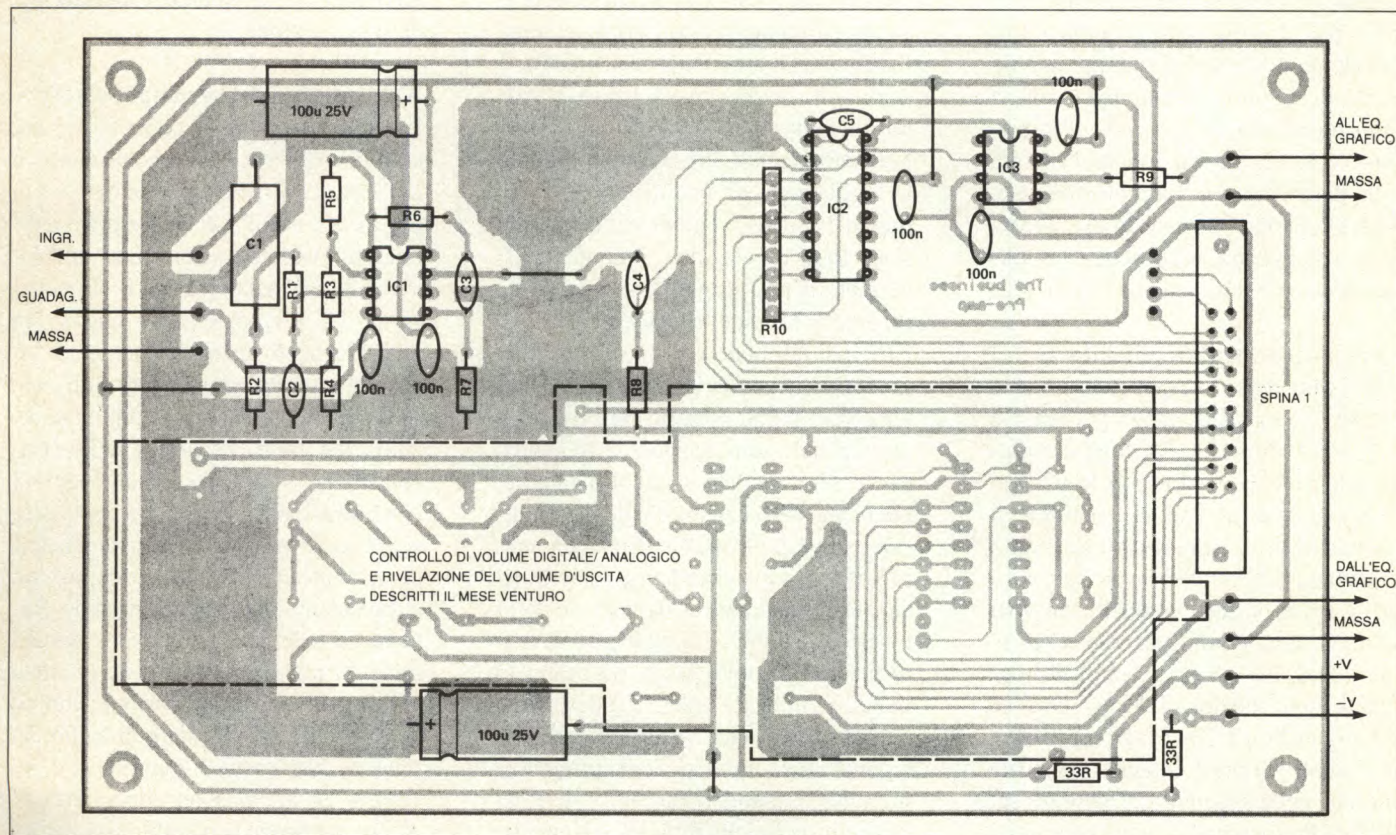 100u 25V
+
100n
C5
ALL'EQ.
GRAFICO
MASSA
IC3
R9
R5
R6
IC2
100n
100n
C1
INGR.
R1
R3
IC1
C3
C4
The business
Pre-amp
GUADAG.
R10
MASSA
R2
C2
R4
100n
100n
R7
R8
SPINA 1
CONTROLLO DI VOLUME DIGITALE/ ANALOGICO
E RIVELAZIONE DEL VOLUME D'USCITA
DESCRITTI IL MESE VENTURO
DALL'EQ.
GRAFICO
MASSA
+V
–V
+
100u 25V
33R
33R